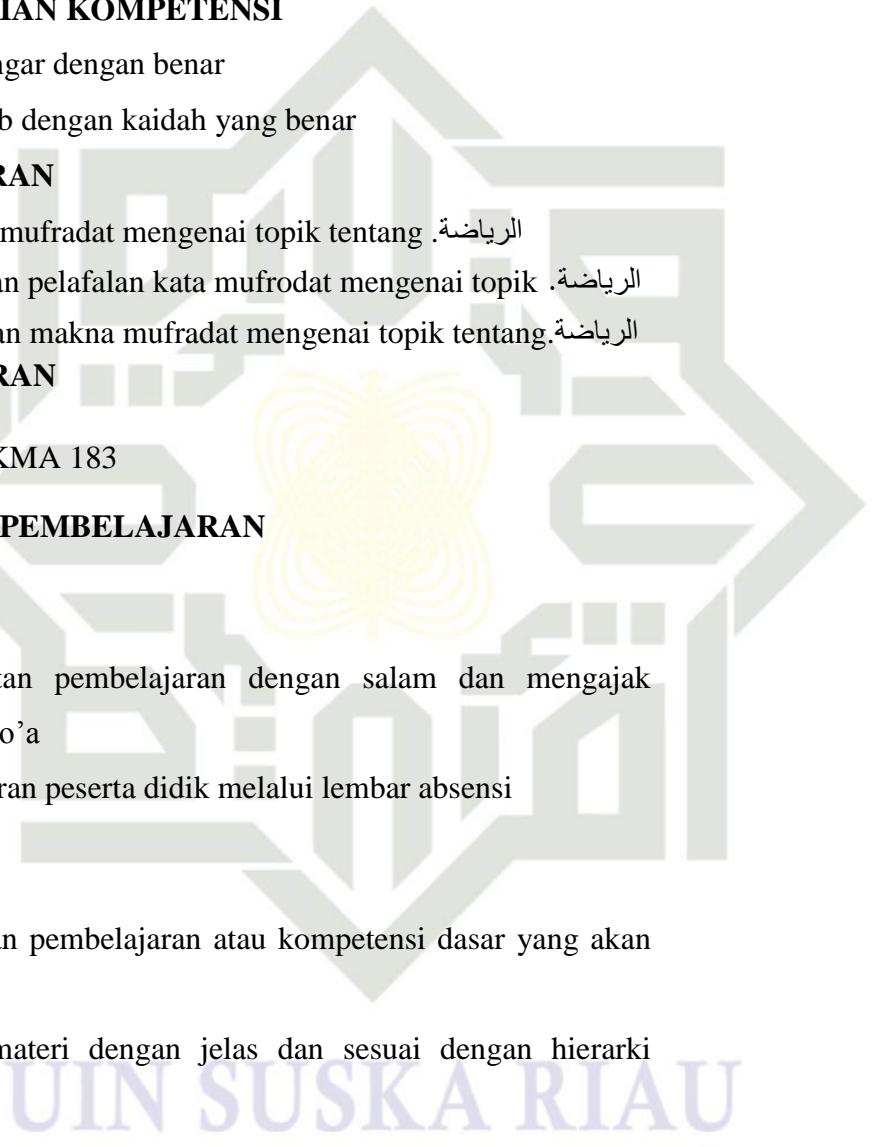 IAN KOMPETENSI
ngar dengan benar
b dengan kaidah yang benar
RAN
mufradat mengenai topik tentang .الرياضة
an pelafalan kata mufrodat mengenai topik .الرياضة
an makna mufradat mengenai topik tentang.الرياضة
RAN
KMA 183
PEMBELAJARAN
tan pembelajaran dengan salam dan mengajak
o’a
ran peserta didik melalui lembar absensi
an pembelajaran atau kompetensi dasar yang akan
materi dengan jelas dan sesuai dengan hierarki
UIN SUSKA RIAU